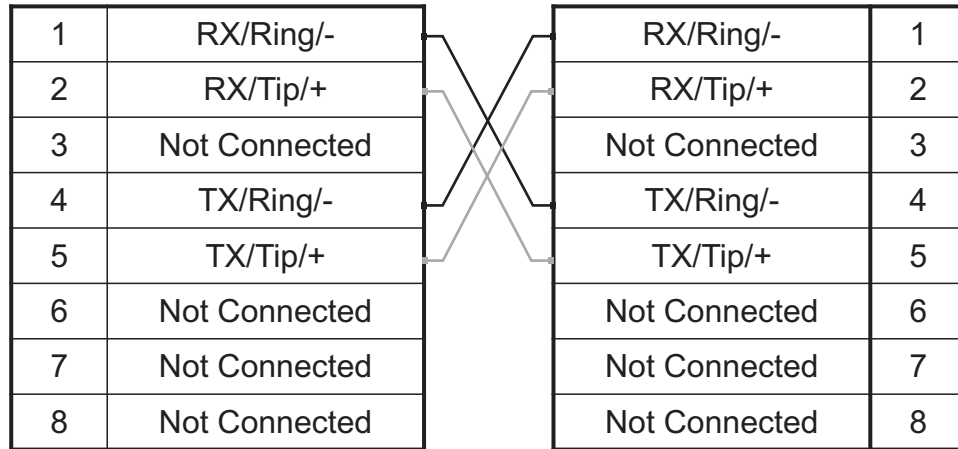 1 RX/Ring/- RX/Ring/- 1
2 RX/Tip/+ RX/Tip/+ 2
3 Not Connected Not Connected 3
4 TX/Ring/- TX/Ring/- 4
5 TX/Tip/+ TX/Tip/+ 5
6 Not Connected Not Connected 6
7 Not Connected Not Connected 7
8 Not Connected Not Connected 8